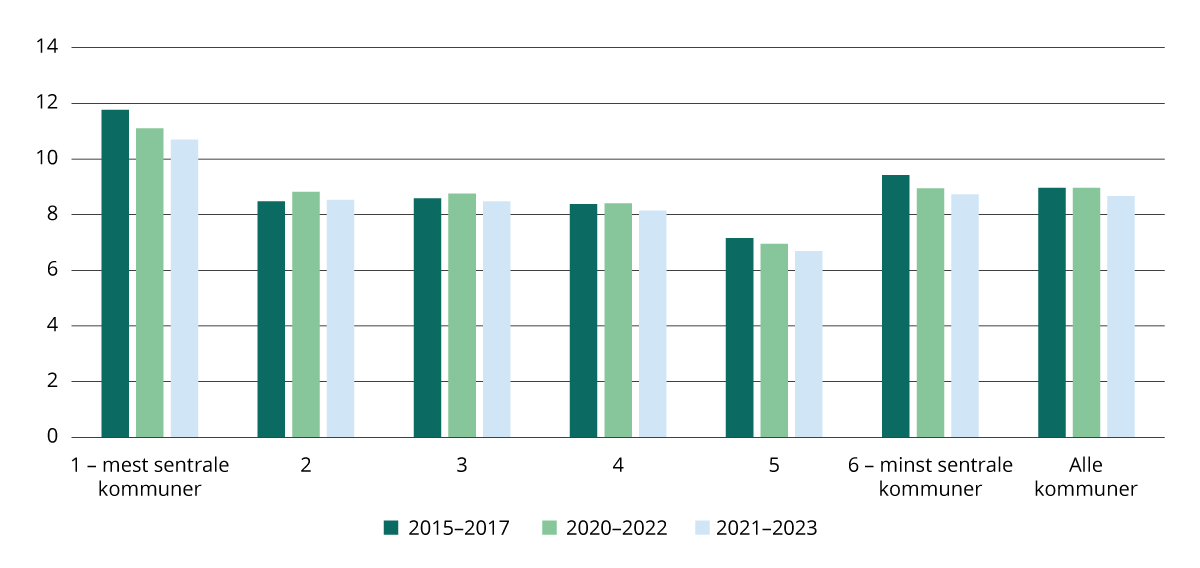 14
12
10
8
6
4
2
0
1 – mest sentrale
kommuner
2
3
4
5
6 – minst sentrale
kommuner
Alle
kommuner
2015–2017
2020–2022
2021–2023